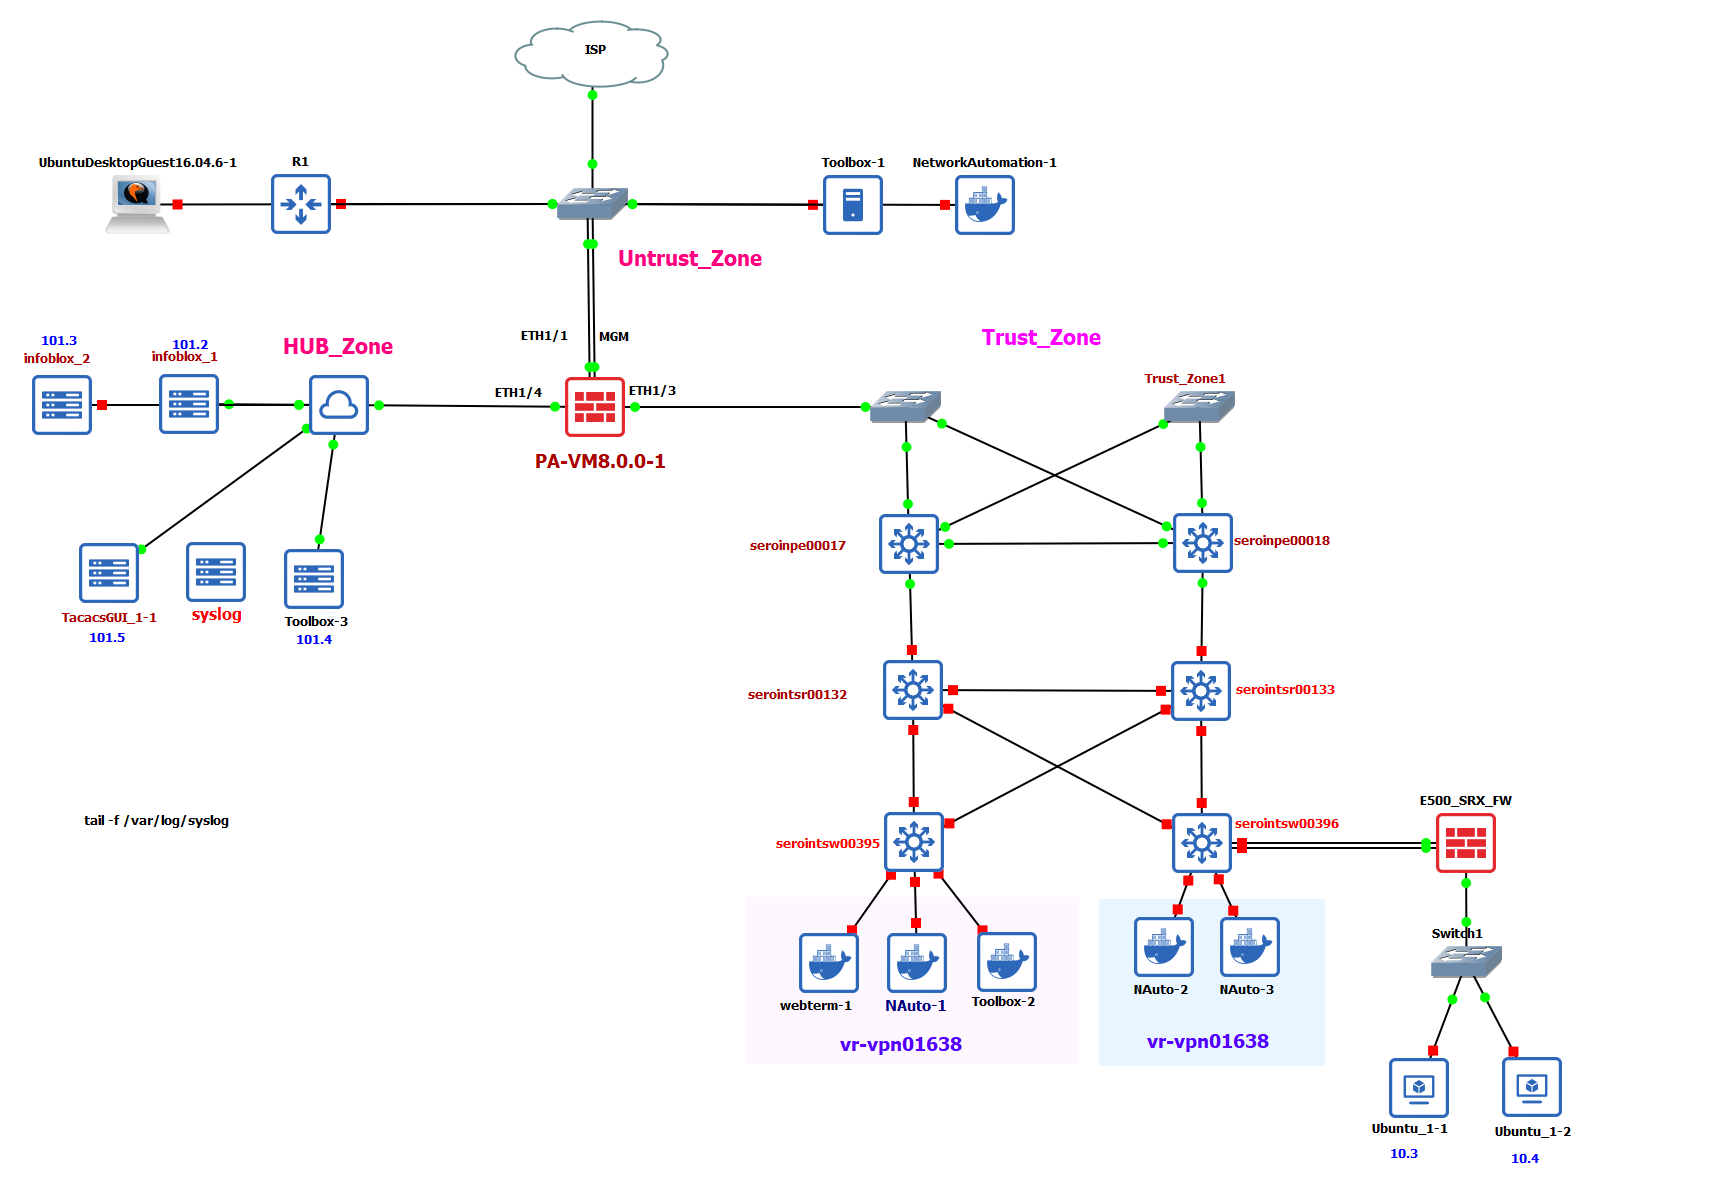 ISP
UbuntuDesktopGuest16.04.6-1
R1
Toolbox-1
NetworkAutomation-1
Untrust_Zone
ETH1/1
MGM
101.3
infoblox_2
101.2
infoblox_1
HUB_Zone
Trust_Zone
ETH1/4
ETH1/3
Trust_Zone1
PA-VM8.0.0-1
seroinpe00017
seroinpe00018
TacacsGUI_1-1
101.5
syslog
Toolbox-3
101.4
serointsr00132
serointsr00133
tail -f /var/log/syslog
serointsw00395
serointsw00396
E500_SRX_FW
Switch1
webterm-1
NAuto-1
Toolbox-2
NAuto-2
NAuto-3
vr-vpn01638
vr-vpn01638
Ubuntu_1-1
10.3
Ubuntu_1-2
10.4